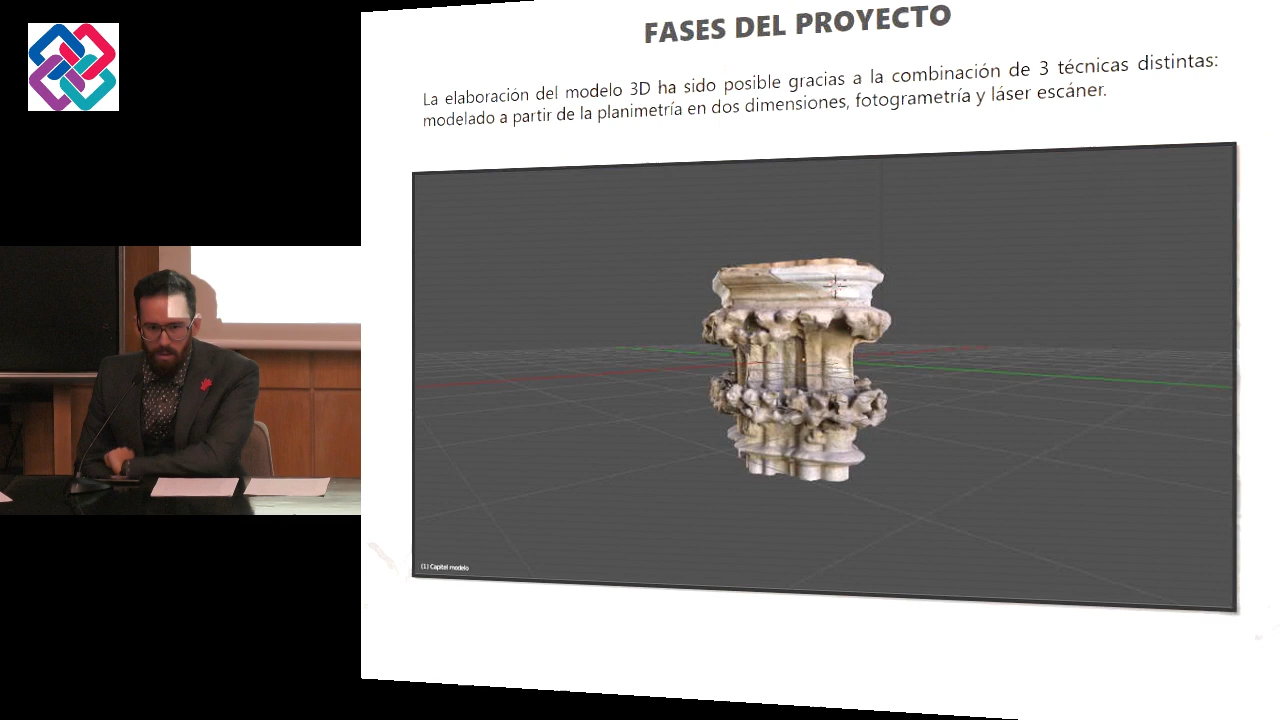 FASES DEL PROYECTO
La elaboración del modelo 3D ha sido posible gracias a la combinación de 3 técnicas distintas:
modelado a partir de la planimetría en dos dimensiones, fotogrametría y láser escáner.
(1) Capitel modelo